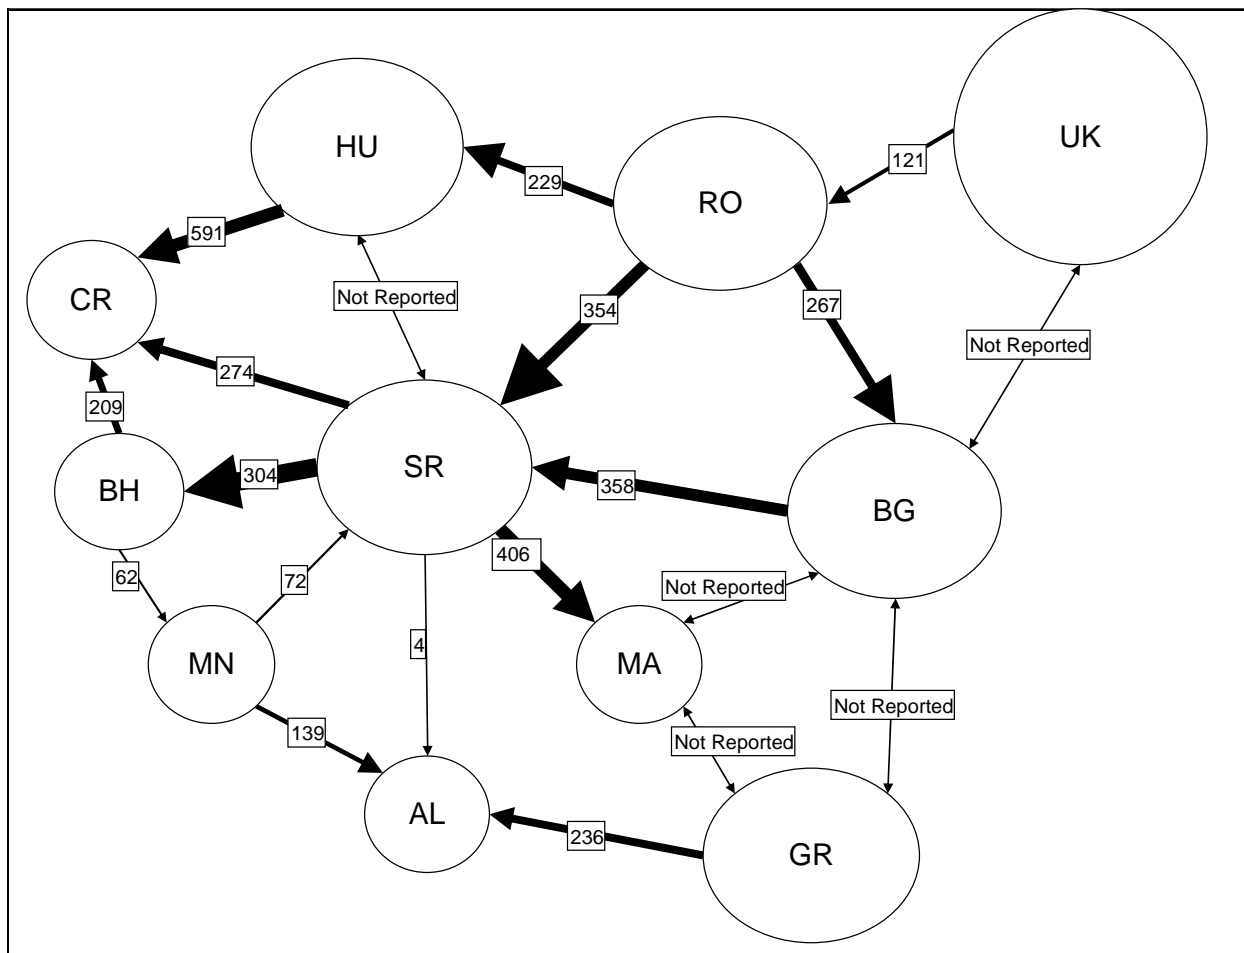 UK
HU
121
RO
229
591
CR
Not Reported
354
267
Not Reported
274
209
SR
304
358
BH
BG
406
62
72
Not Reported
4
MN
MA
Not Reported
139
Not Reported
AL
236
GR